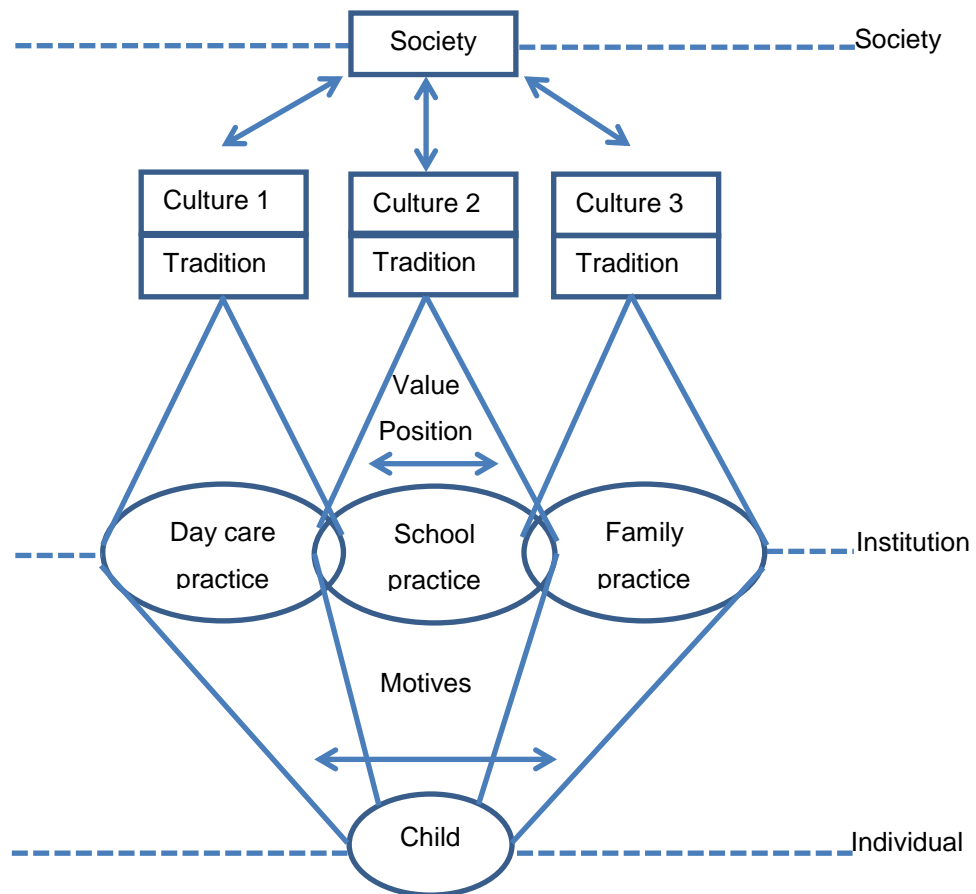 Society
Society
Culture 1
Culture 2
Culture 3
Tradition
Tradition
Tradition
Value
Position
Day care
practice
School
practice
Family
practice
Institution
Motives
Child
Individual